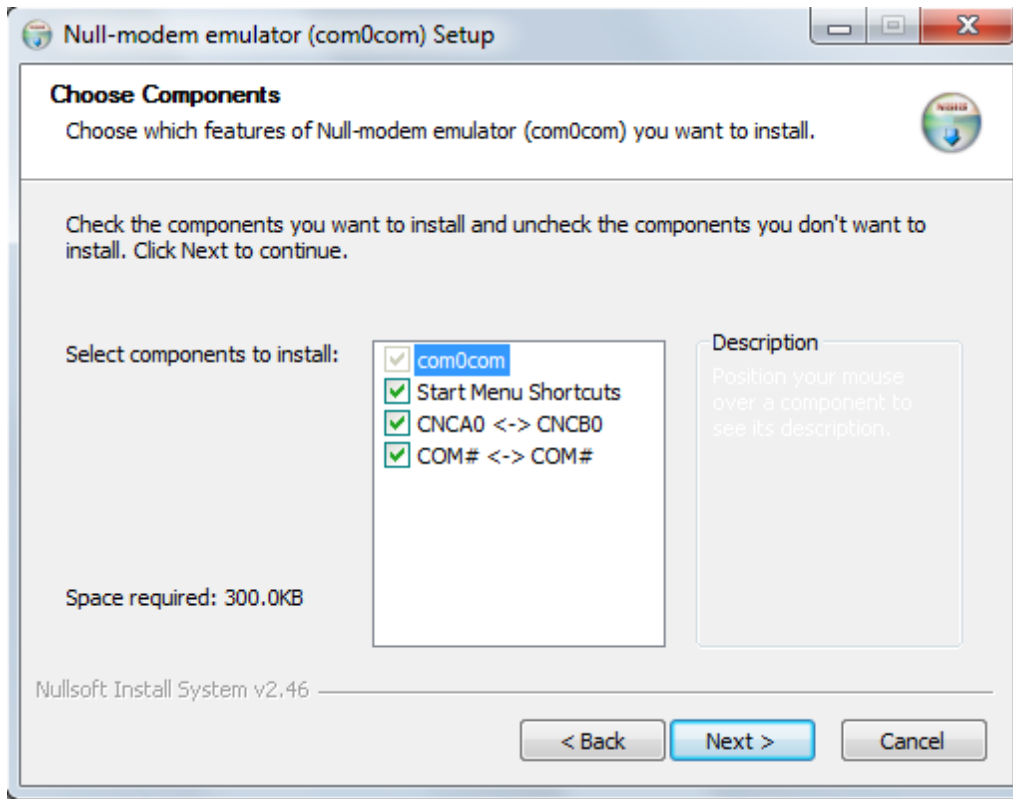 Null-modem emulator (com0com) Setup
Choose Components
Choose which features of Null-modem emulator (com0com) you want to install.
Check the components you want to install and uncheck the components you don't want to
install. Click Next to continue.
Select components to install:
com0com
Start Menu Shortcuts
CNCA0 <-> CNCB0
COM# <-> COM#
Description
Position your mouse
over a component to
see its description.
Space required: 300.0KB
Nullsoft Install System v2.46
< Back
Next >
Cancel